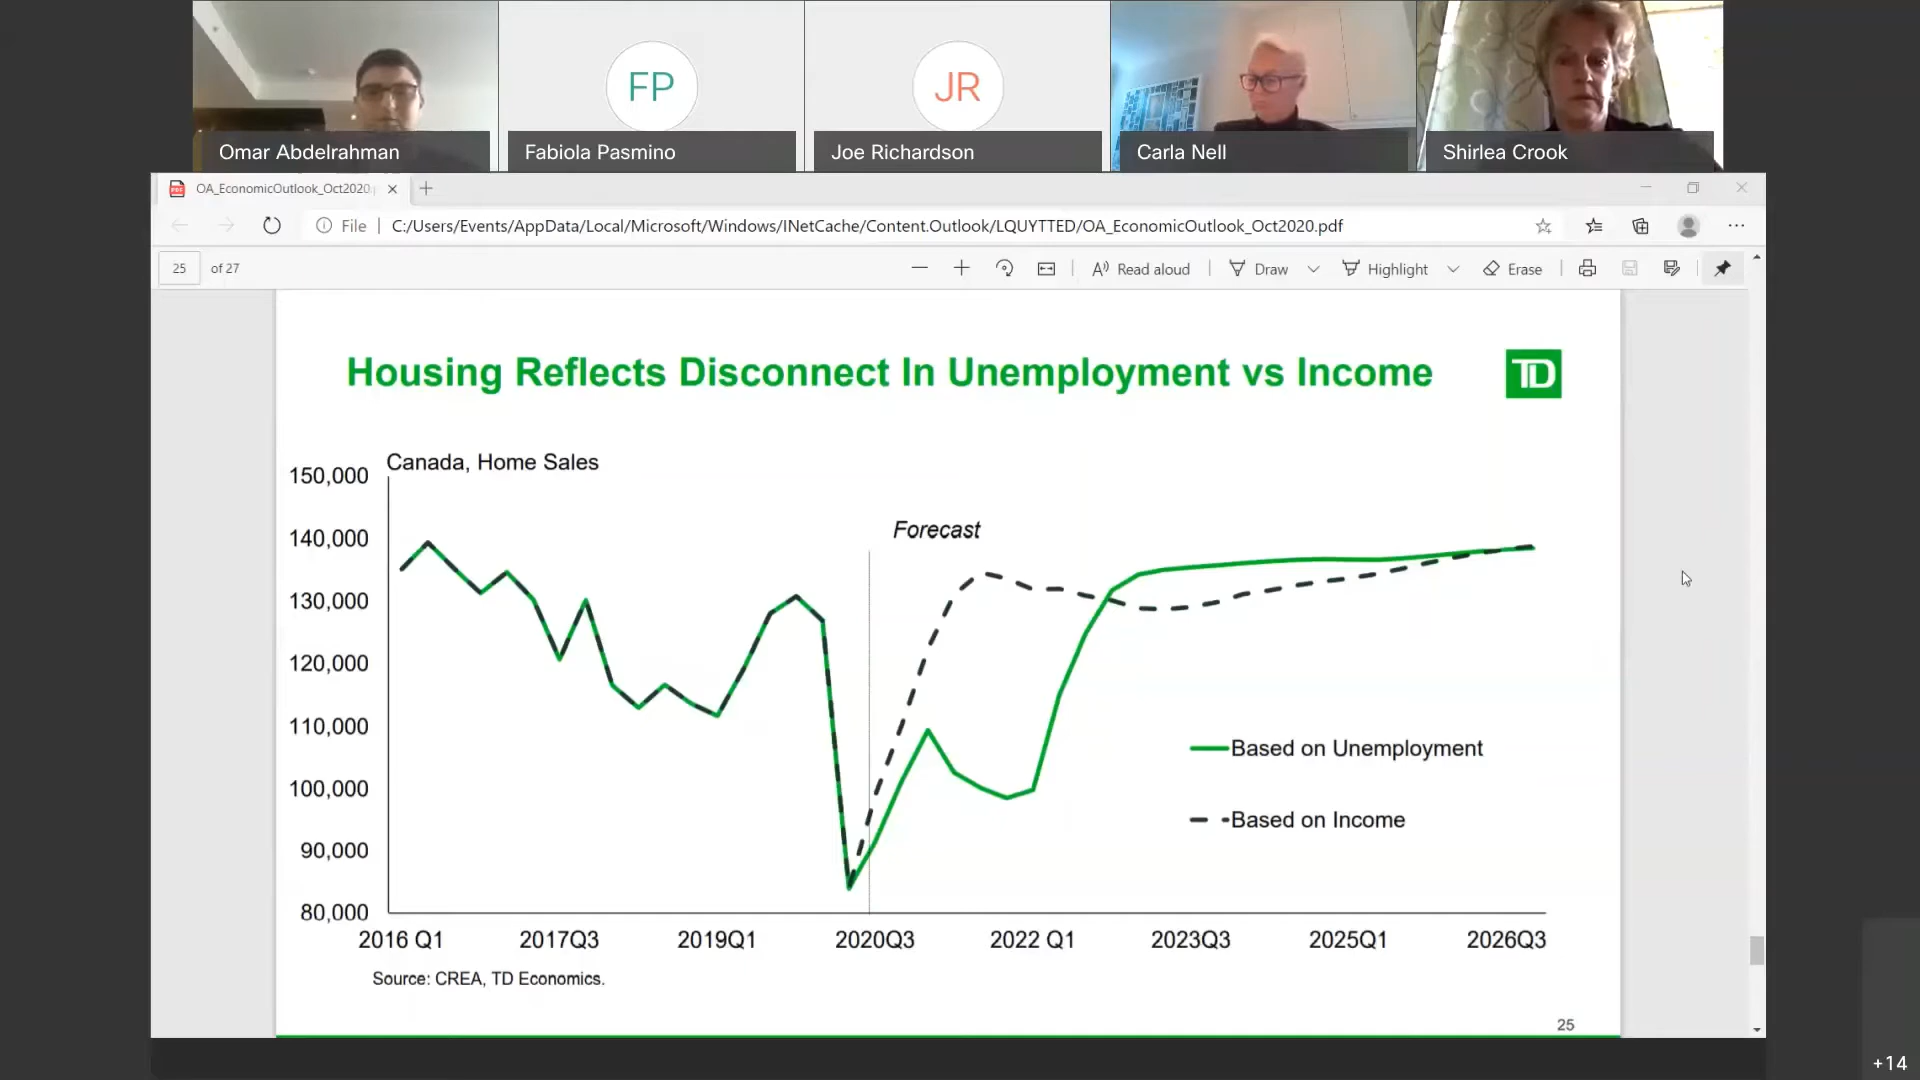 FP
JR
Omar Abdelrahman
Fabiola Pasmino
Joe Richardson
Carla Nell
Shirlea Crook
OA_EconomicOutlook_Oct2020.p
File
C:/Users/Events/AppData/Local/Microsoft/Windows/INetCache/Content.Outlook/LQUYTTED/OA_EconomicOutlook_Oct2020.pdf
25 of 27
Read aloud
Draw
Highlight
Erase
Housing Reflects Disconnect In Unemployment vs Income
TD
Canada, Home Sales
150,000
140,000
130,000
120,000
110,000
100,000
90,000
80,000
Forecast
Based on Unemployment
Based on Income
2016 Q1 2017Q3 2019Q1 2020Q3 2022 Q1 2023Q3 2025Q1 2026Q3
Source: CREA, TD Economics.
25
+14